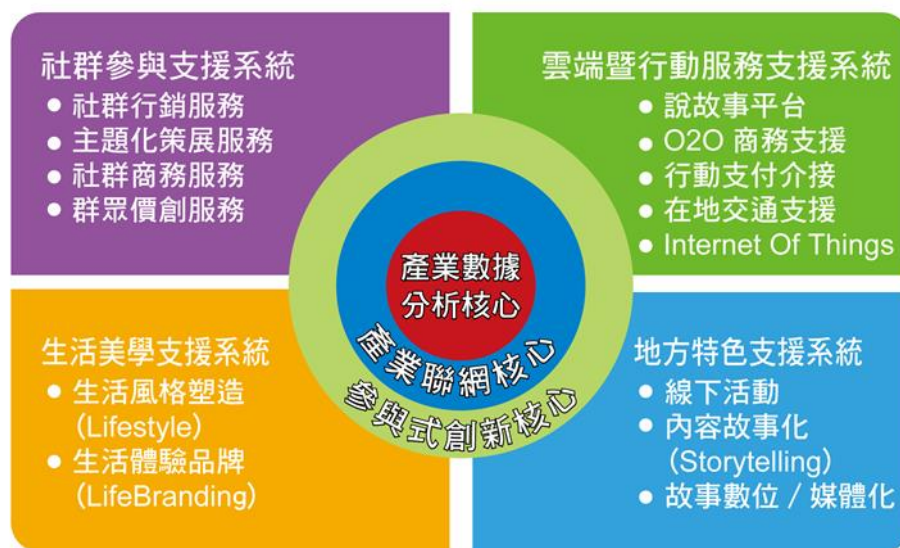 社群參與支援系統
● 社群行銷服務
● 主題化策展服務
● 社群商務服務
● 群眾價創服務
雲端暨行動服務支援系統
● 說故事平台
● O2O 商務支援
● 行動支付介接
● 在地交通支援
● Internet Of Things
產業數據
分析核心
產業聯網核心
參與式創新核心
生活美學支援系統
● 生活風格塑造
(Lifestyle)
● 生活體驗品牌
(LifeBranding)
地方特色支援系統
● 線下活動
● 內容故事化
(Storytelling)
● 故事數位 / 媒體化